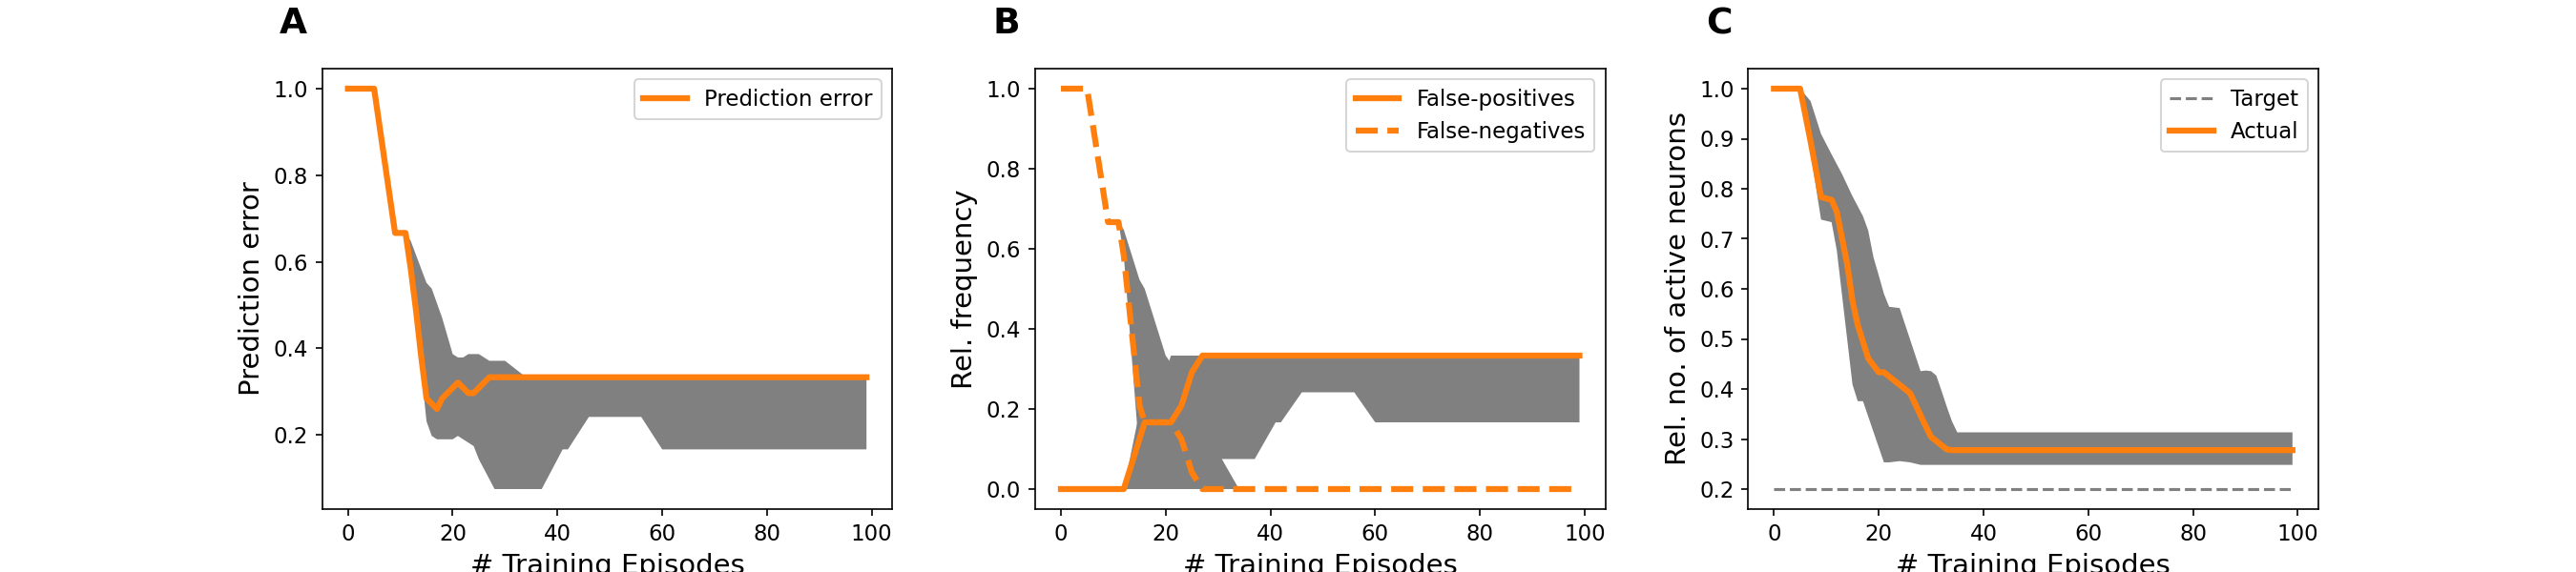 A
Prediction error
1.0
0.8
0.6
0.4
0.2
Prediction error
0
20
40
60
80
100
# Training Episodes
B
False-positives
False-negatives
1.0
0.8
0.6
0.4
0.2
0.0
Rel. frequency
0
20
40
60
80
100
# Training Episodes
C
Target
Actual
1.0
0.9
0.8
0.7
0.6
0.5
0.4
0.3
0.2
Rel. no. of active neurons
0
20
40
60
80
100
# Training Episodes